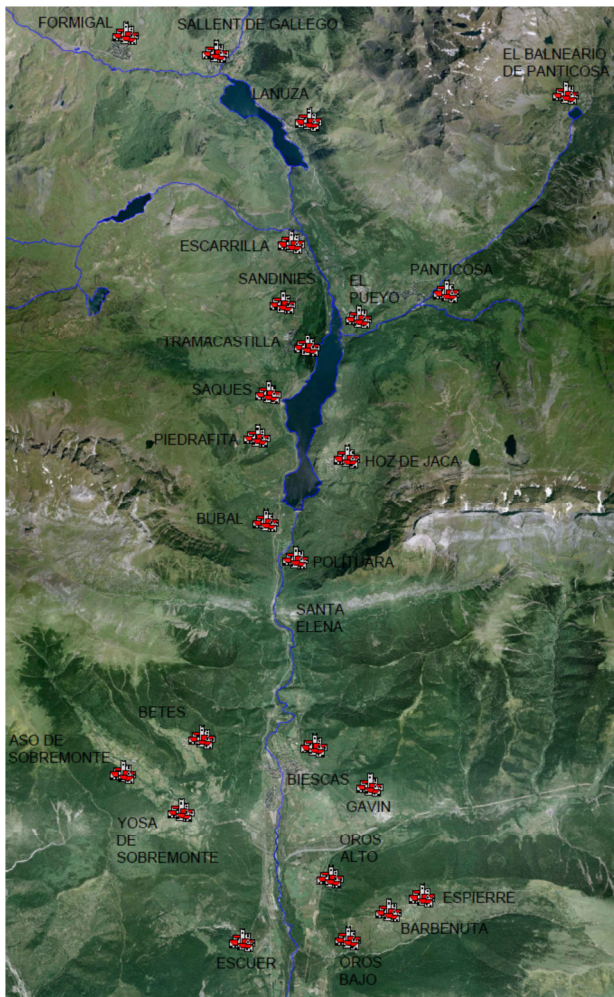 FORMIGAL
SALLENT DE GALLEGO
EL BALNEARIO
DE PANTICOSA
LANUZA
ESCARRILLA
SANDINIES
EL
PUEYO
PANTICOSA
TRAMACASTILLA
SAQUES
PIEDRAFITA
HOZ DE JACA
BUBAL
POLITUARA
SANTA
ELENA
BETES
ASO DE
SOBREMONTE
BIESCAS
GAVIN
YOSA
DE
SOBREMONTE
OROS
ALTO
ESPIERRE
BARBENUTA
ESCUER
OROS
BAJO